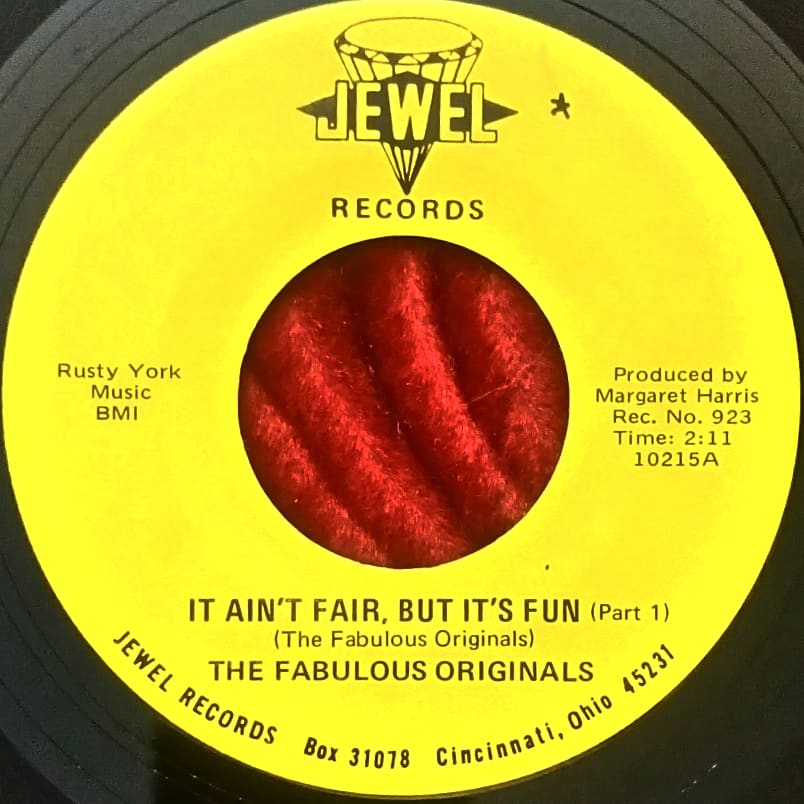 JEWEL
RECORDS
Rusty York
Music
BMI
Produced by
Margaret Harris
Rec. No. 923
Time: 2:11
10215A
IT AIN'T FAIR, BUT IT'S FUN (Part 1)
(The Fabulous Originals)
THE FABULOUS ORIGINALS
JEWEL RECORDS Box 31078 Cincinnati, Ohio 45231